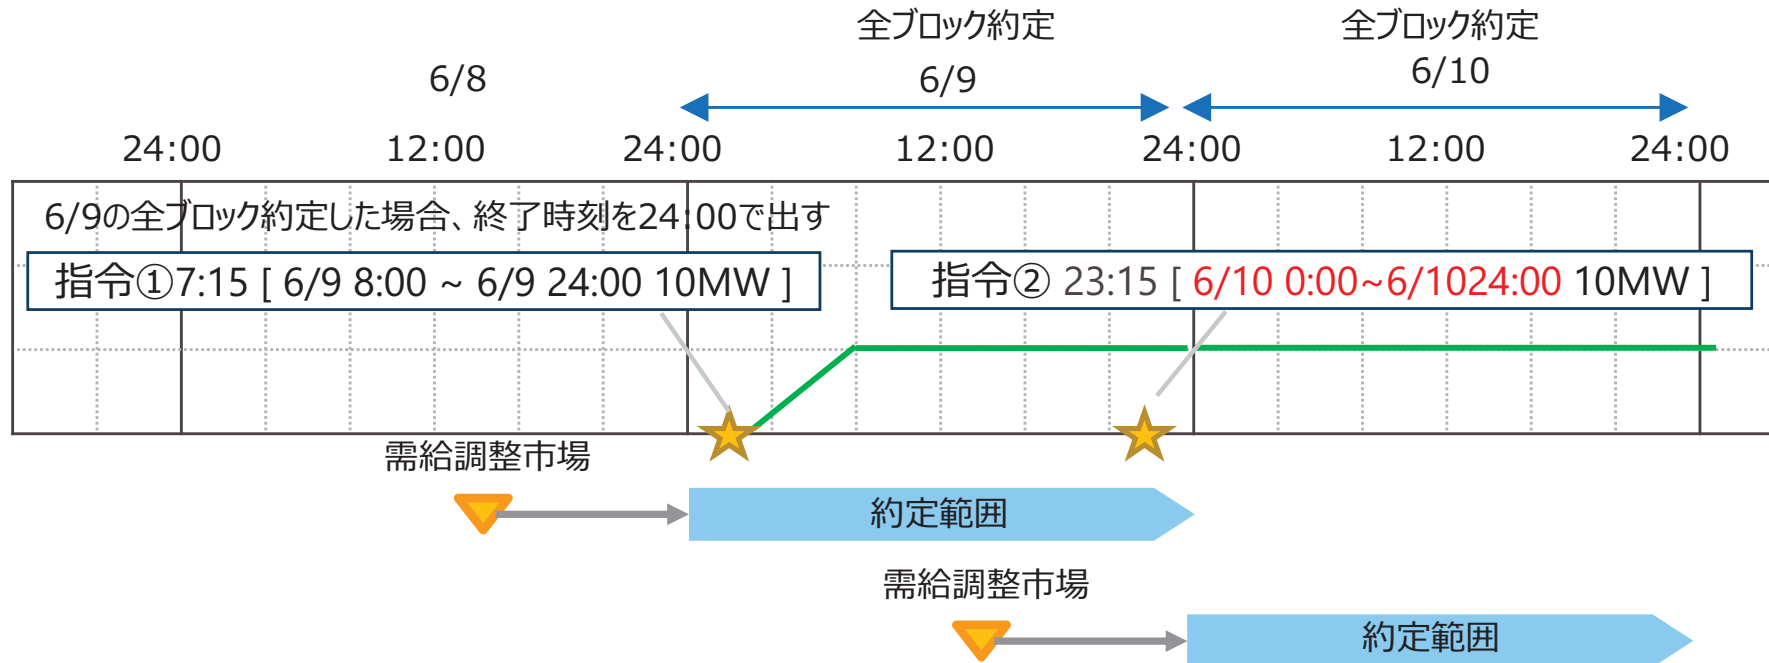 全ブロック約定
全ブロック約定
6/8
6/9
6/10
24:00 12:00 24:00 12:00 24:00 12:00 24:00
6/9の全ブロック約定した場合、終了時刻を24:00で出す
指令①7:15 [ 6/9 8:00 ~ 6/9 24:00 10MW ]
指令② 23:15 [ 6/10 0:00~6/1024:00 10MW ]
需給調整市場
約定範囲
需給調整市場
約定範囲